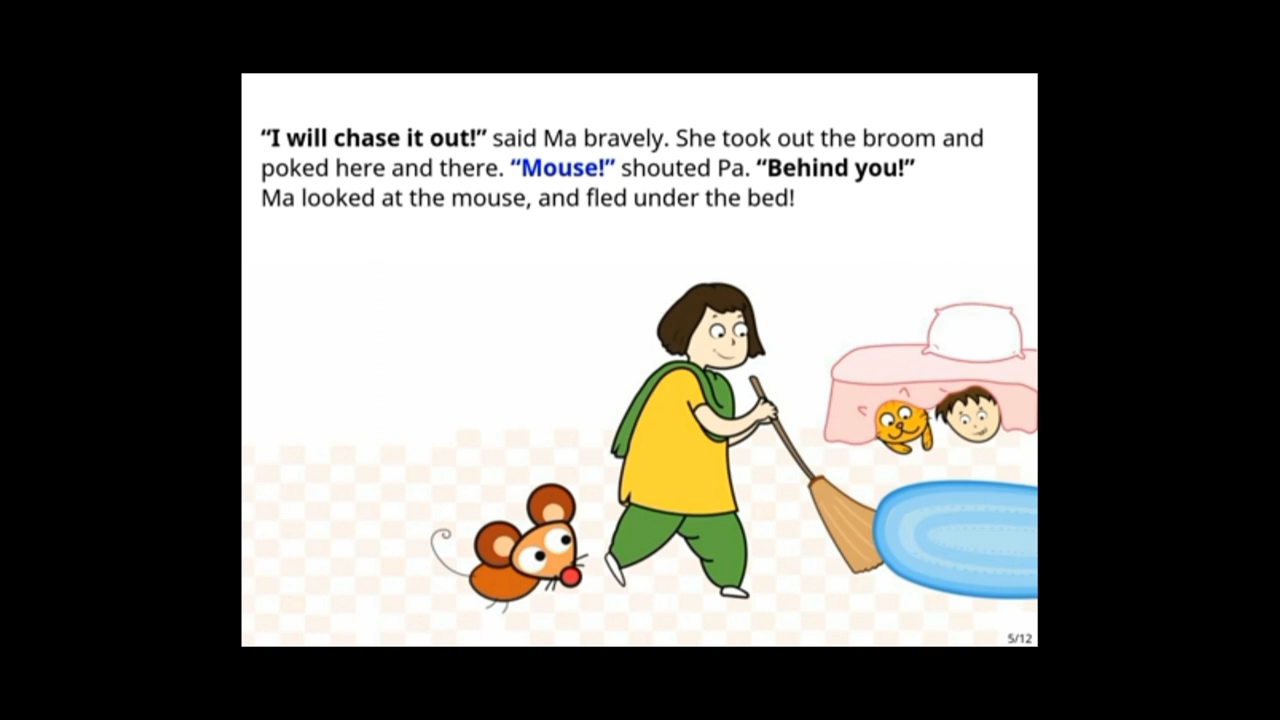 “I will chase it out!” said Ma bravely. She took out the broom and
poked here and there. “Mouse!” shouted Pa. “Behind you!”
Ma looked at the mouse, and fled under the bed!
5/12